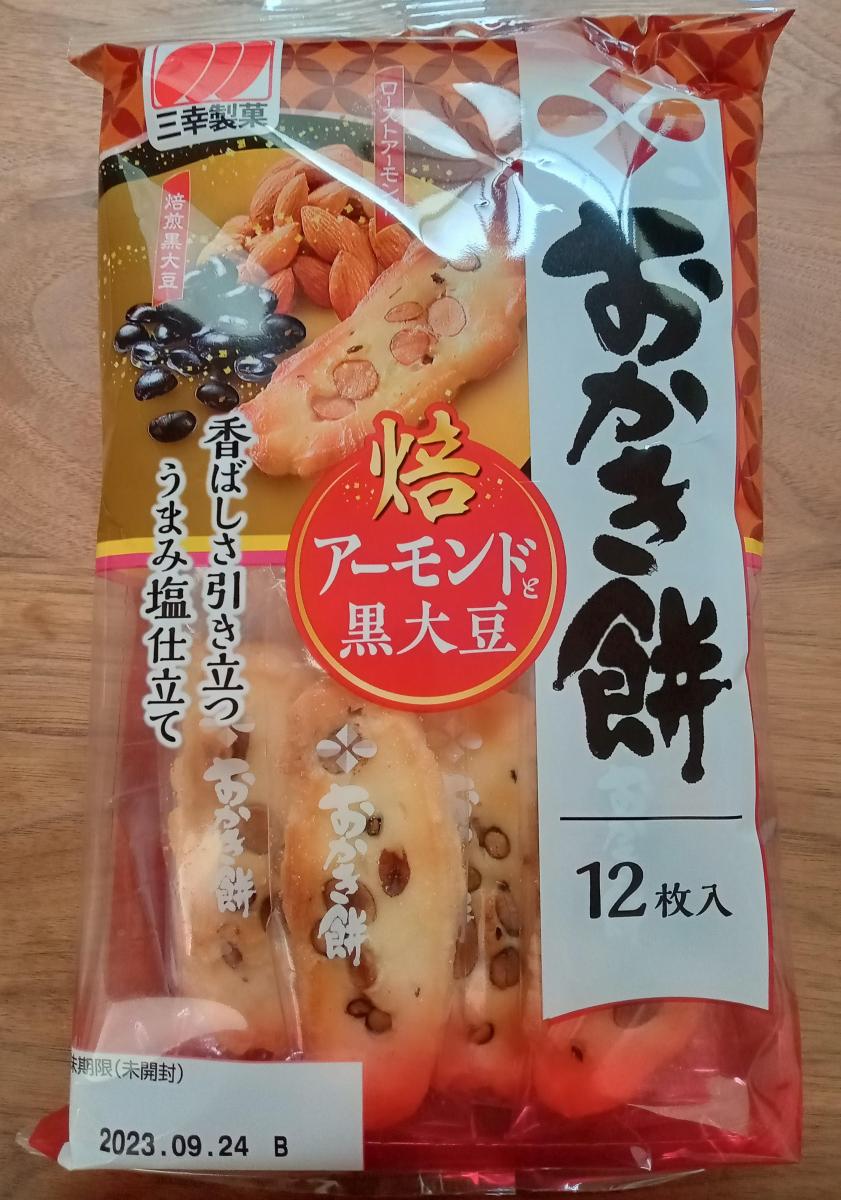 三幸製菓
ローストアーモン
焙煎黒大豆
おかき餅
焙
アーモンドと
黒大豆
香ばしさ引き立つ
うまみ塩仕立て
12枚入
おかき餅
おかき餅
味期限(未開封)
2023.09.24 B